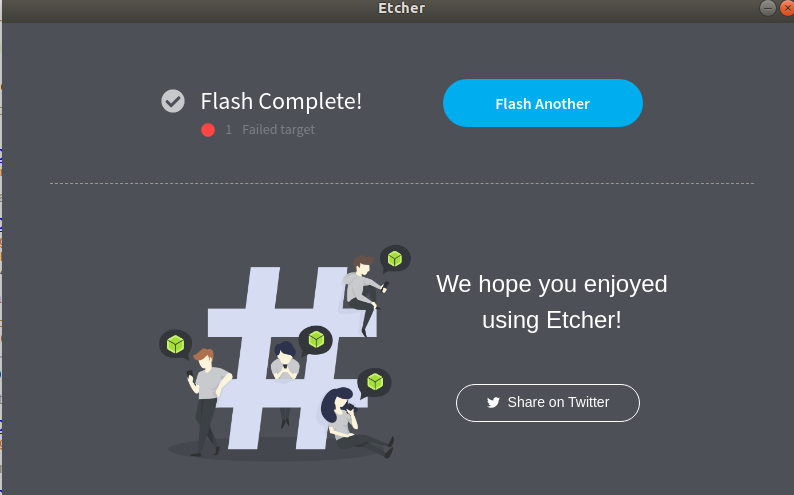 Etcher
Flash Complete!
1 Failed target
Flash Another
We hope you enjoyed
using Etcher!
Share on Twitter